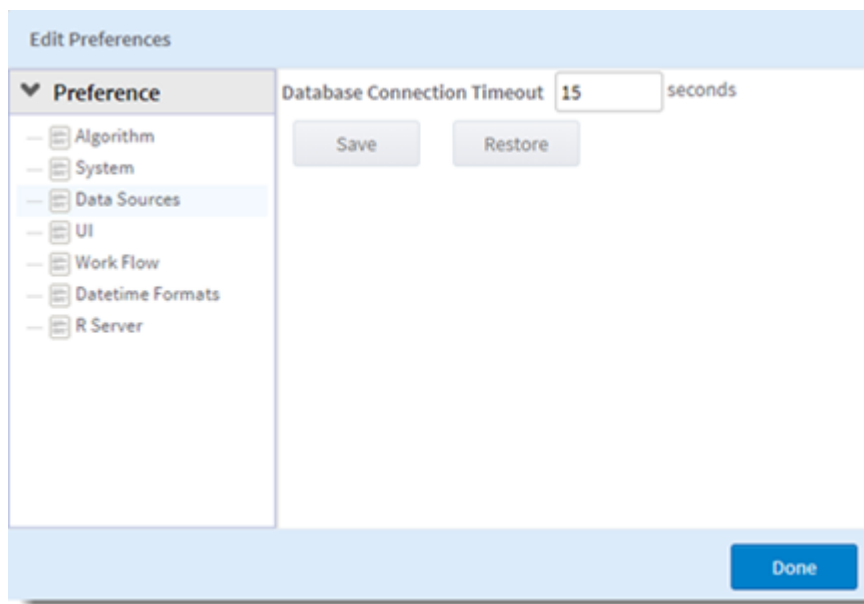 Edit Preferences
Preference
Algorithm
System
Data Sources
UI
Work Flow
Datetime Formats
R Server
Database Connection Timeout 15 seconds
Save Restore
Done